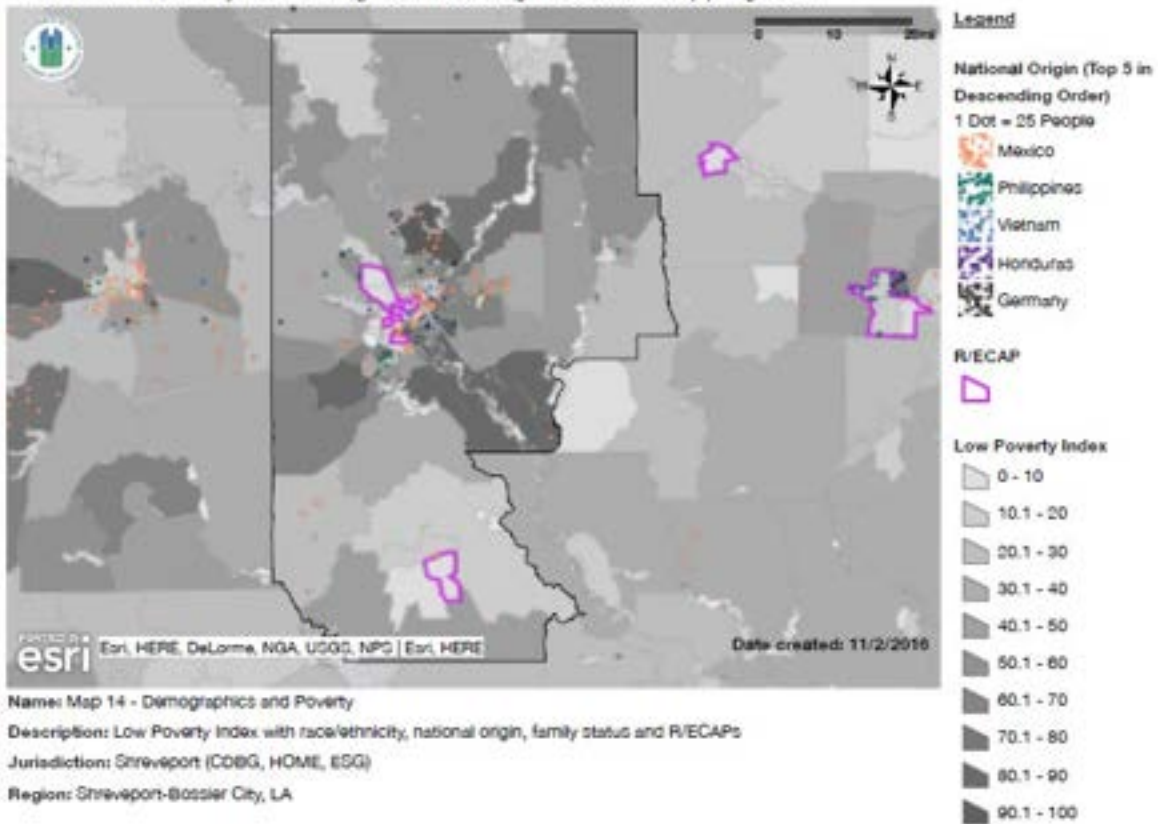 0 10 20mi
N
E
S
Legend
National Origin (Top 5 in
Descending Order)
1 Dot = 25 People
Mexico
Philippines
Vietnam
Honduras
Germany
R/ECAP
Low Poverty Index
0 - 10
10.1 - 20
20.1 - 30
30.1 - 40
40.1 - 50
50.1 - 60
60.1 - 70
70.1 - 80
80.1 - 90
90.1 - 100
POWERED BY
esri
Esri, HERE, DeLorme, NGA, USGS, NPS | Esri, HERE
Date created: 11/2/2016
Name: Map 14 - Demographics and Poverty
Description: Low Poverty Index with race/ethnicity, national origin, family status and R/ECAPs
Jurisdiction: Shreveport (CDBG, HOME, ESG)
Region: Shreveport-Bossier City, LA